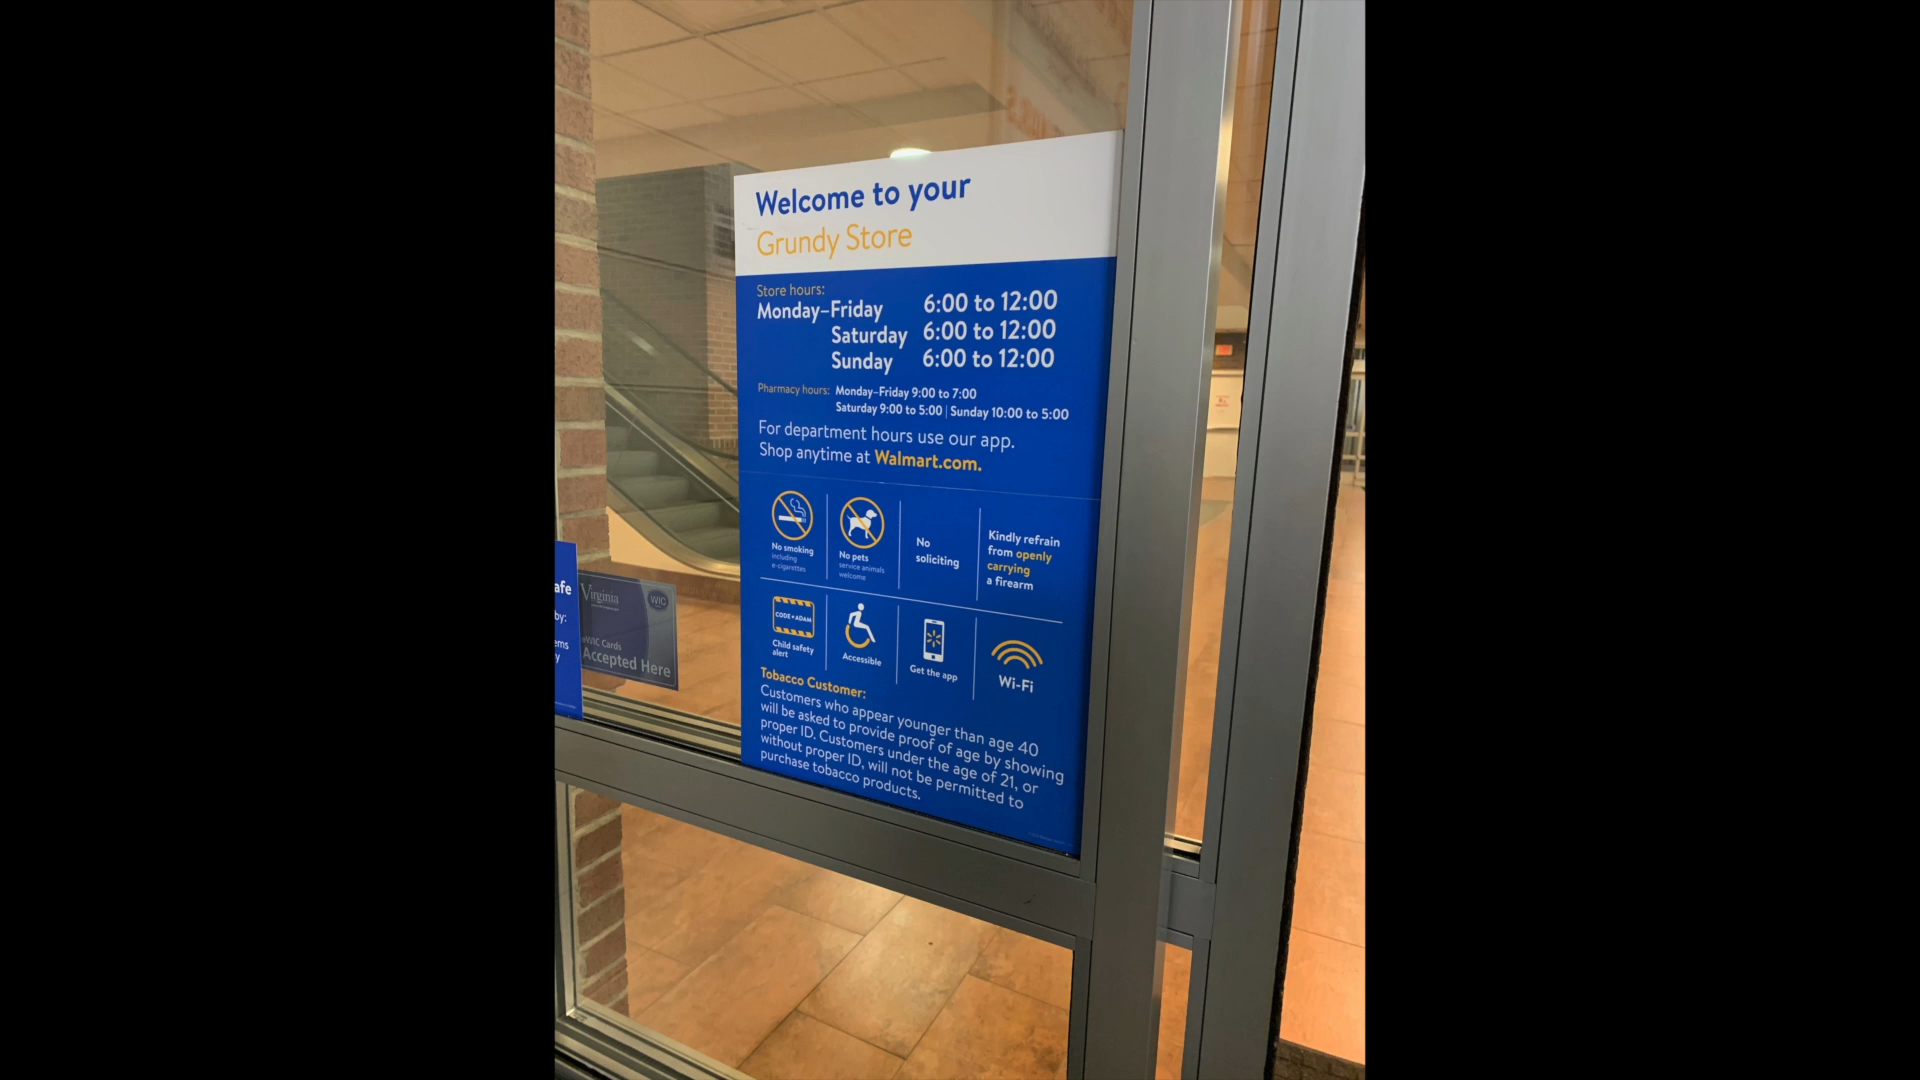 Welcome to your
Grundy Store
Store hours:
Monday–Friday 6:00 to 12:00
Saturday 6:00 to 12:00
Sunday 6:00 to 12:00
Pharmacy hours: Monday–Friday 9:00 to 7:00
Saturday 9:00 to 5:00 | Sunday 10:00 to 5:00
For department hours use our app.
Shop anytime at Walmart.com.
No smoking
including
e-cigarettes
No pets
service animals
welcome
No
soliciting
Kindly refrain
from openly
carrying
a firearm
CODE ADAM
Child safety
alert
Accessible
Get the app
Wi-Fi
Tobacco Customer:
Customers who appear younger than age 40
will be asked to provide proof of age by showing
proper ID. Customers under the age of 21, or
without proper ID, will not be permitted to
purchase tobacco products.
afe
by:
ems
y
Virginia
WIC
eWIC Cards
Accepted Here